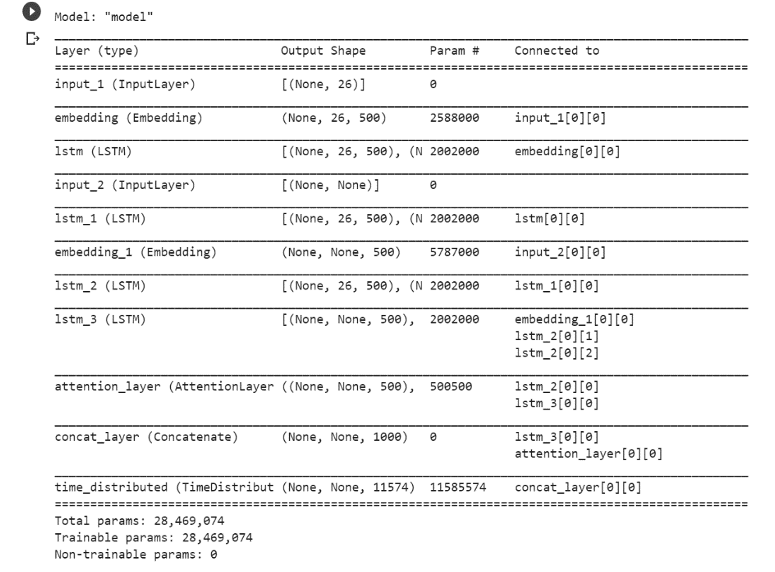 Model: "model"
Layer (type) Output Shape Param # Connected to
input_1 (InputLayer) [(None, 26)] 0
embedding (Embedding) (None, 26, 500) 2588000 input_1[0][0]
lstm (LSTM) [(None, 26, 500), (N 2002000 embedding[0][0]
input_2 (InputLayer) [(None, None)] 0
lstm_1 (LSTM) [(None, 26, 500), (N 2002000 lstm[0][0]
embedding_1 (Embedding) (None, None, 500) 5787000 input_2[0][0]
lstm_2 (LSTM) [(None, 26, 500), (N 2002000 lstm_1[0][0]
lstm_3 (LSTM) [(None, None, 500), 2002000 embedding_1[0][0]
lstm_2[0][1]
lstm_2[0][2]
attention_layer (AttentionLayer ((None, None, 500), 500500 lstm_2[0][0]
lstm_3[0][0]
concat_layer (Concatenate) (None, None, 1000) 0 lstm_3[0][0]
attention_layer[0][0]
time_distributed (TimeDistribut (None, None, 11574) 11585574 concat_layer[0][0]
Total params: 28,469,074
Trainable params: 28,469,074
Non-trainable params: 0